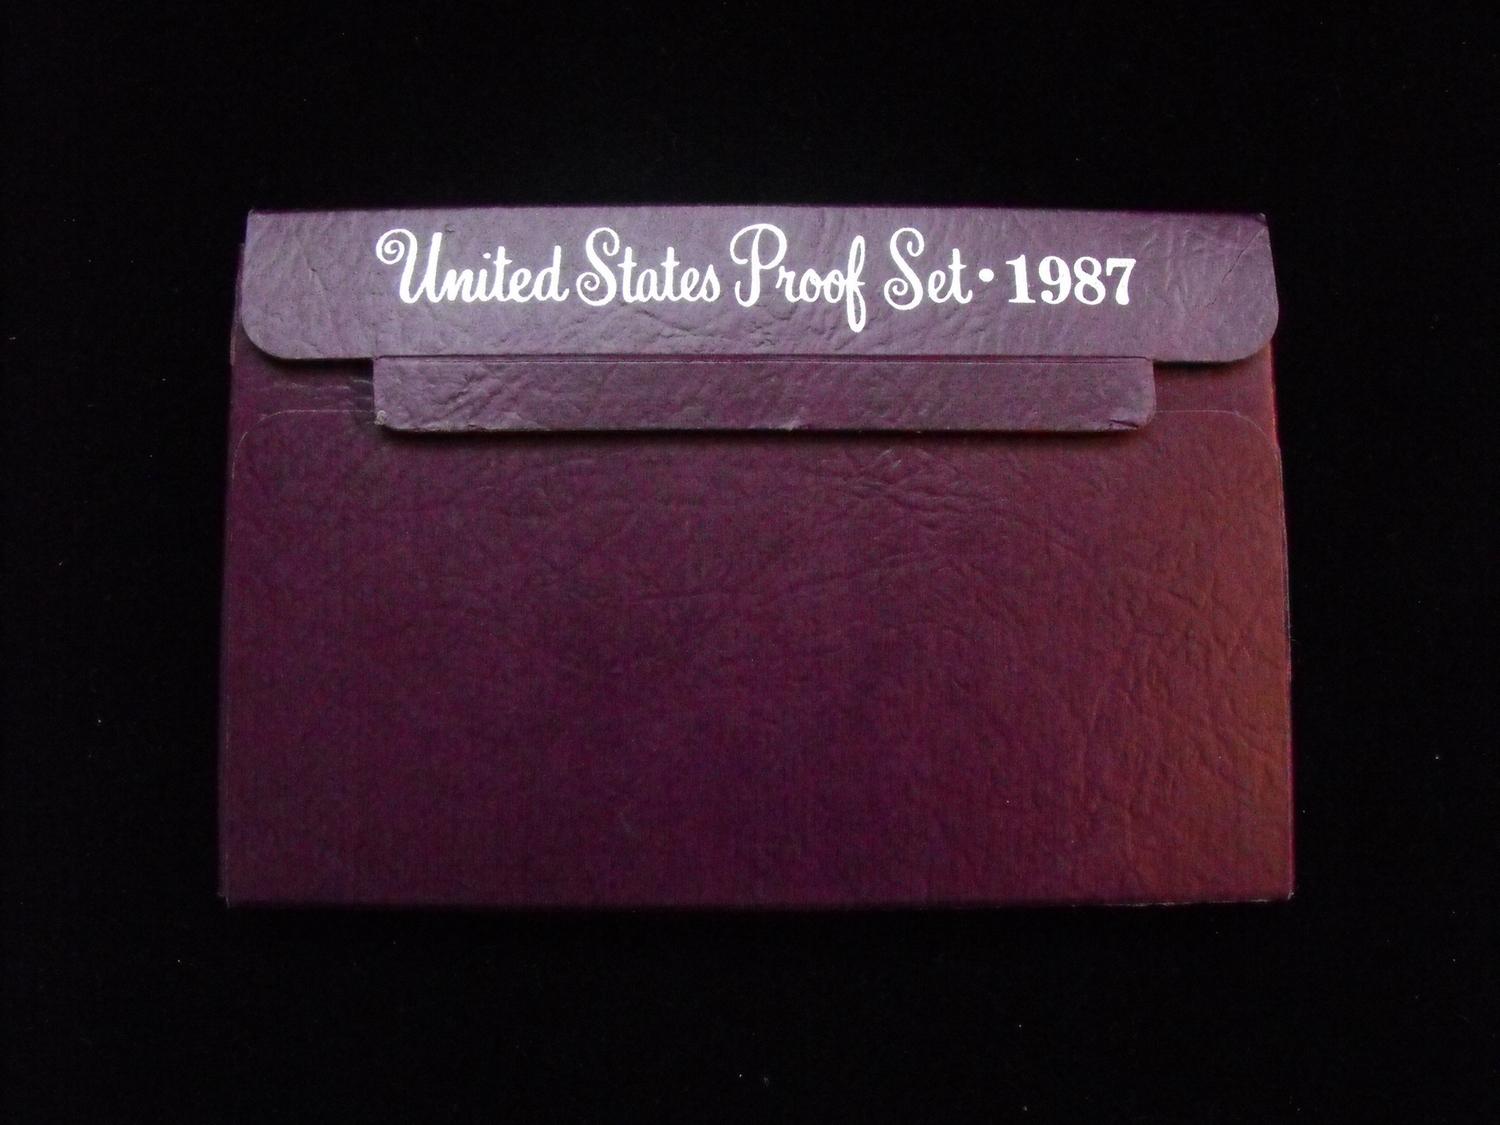 United States Proof Set • 1987